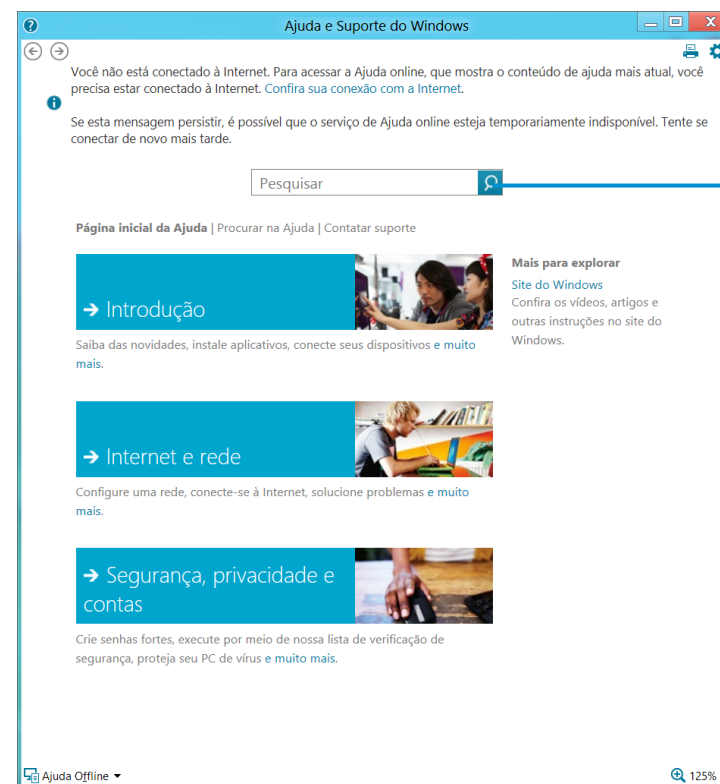 Ajuda e Suporte do Windows
Você não está conectado à Internet. Para acessar a Ajuda online, que mostra o conteúdo de ajuda mais atual, você
precisa estar conectado à Internet. Confira sua conexão com a Internet.
Se esta mensagem persistir, é possível que o serviço de Ajuda online esteja temporariamente indisponível. Tente se
conectar de novo mais tarde.
Pesquisar
Página inicial da Ajuda | Procurar na Ajuda | Contatar suporte
Introdução
Saiba das novidades, instale aplicativos, conecte seus dispositivos e muito
mais.
Internet e rede
Configure uma rede, conecte-se à Internet, solucione problemas e muito
mais.
Segurança, privacidade e
contas
Crie senhas fortes, execute por meio de nossa lista de verificação de
segurança, proteja seu PC de vírus e muito mais.
Mais para explorar
Site do Windows
Confira os vídeos, artigos e
outras instruções no site do
Windows.
Ajuda Offline
125%